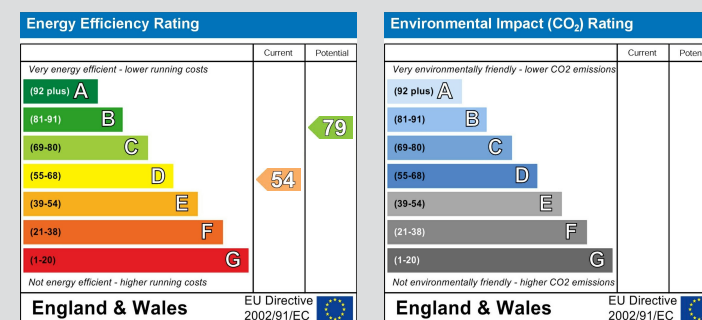 Energy Efficiency Rating
Current Potential
Very energy efficient - lower running costs
(92 plus) A
(81-91) B
(69-80) C
(55-68) D
(39-54) E
(21-38) F
(1-20) G
79
54
Not energy efficient - higher running costs
England & Wales
EU Directive
2002/91/EC
Environmental Impact (CO₂) Rating
Current Poten
Very environmentally friendly - lower CO2 emissions
(92 plus) A
(81-91) B
(69-80) C
(55-68) D
(39-54) E
(21-38) F
(1-20) G
Not environmentally friendly - higher CO2 emissions
England & Wales
EU Directive
2002/91/EC